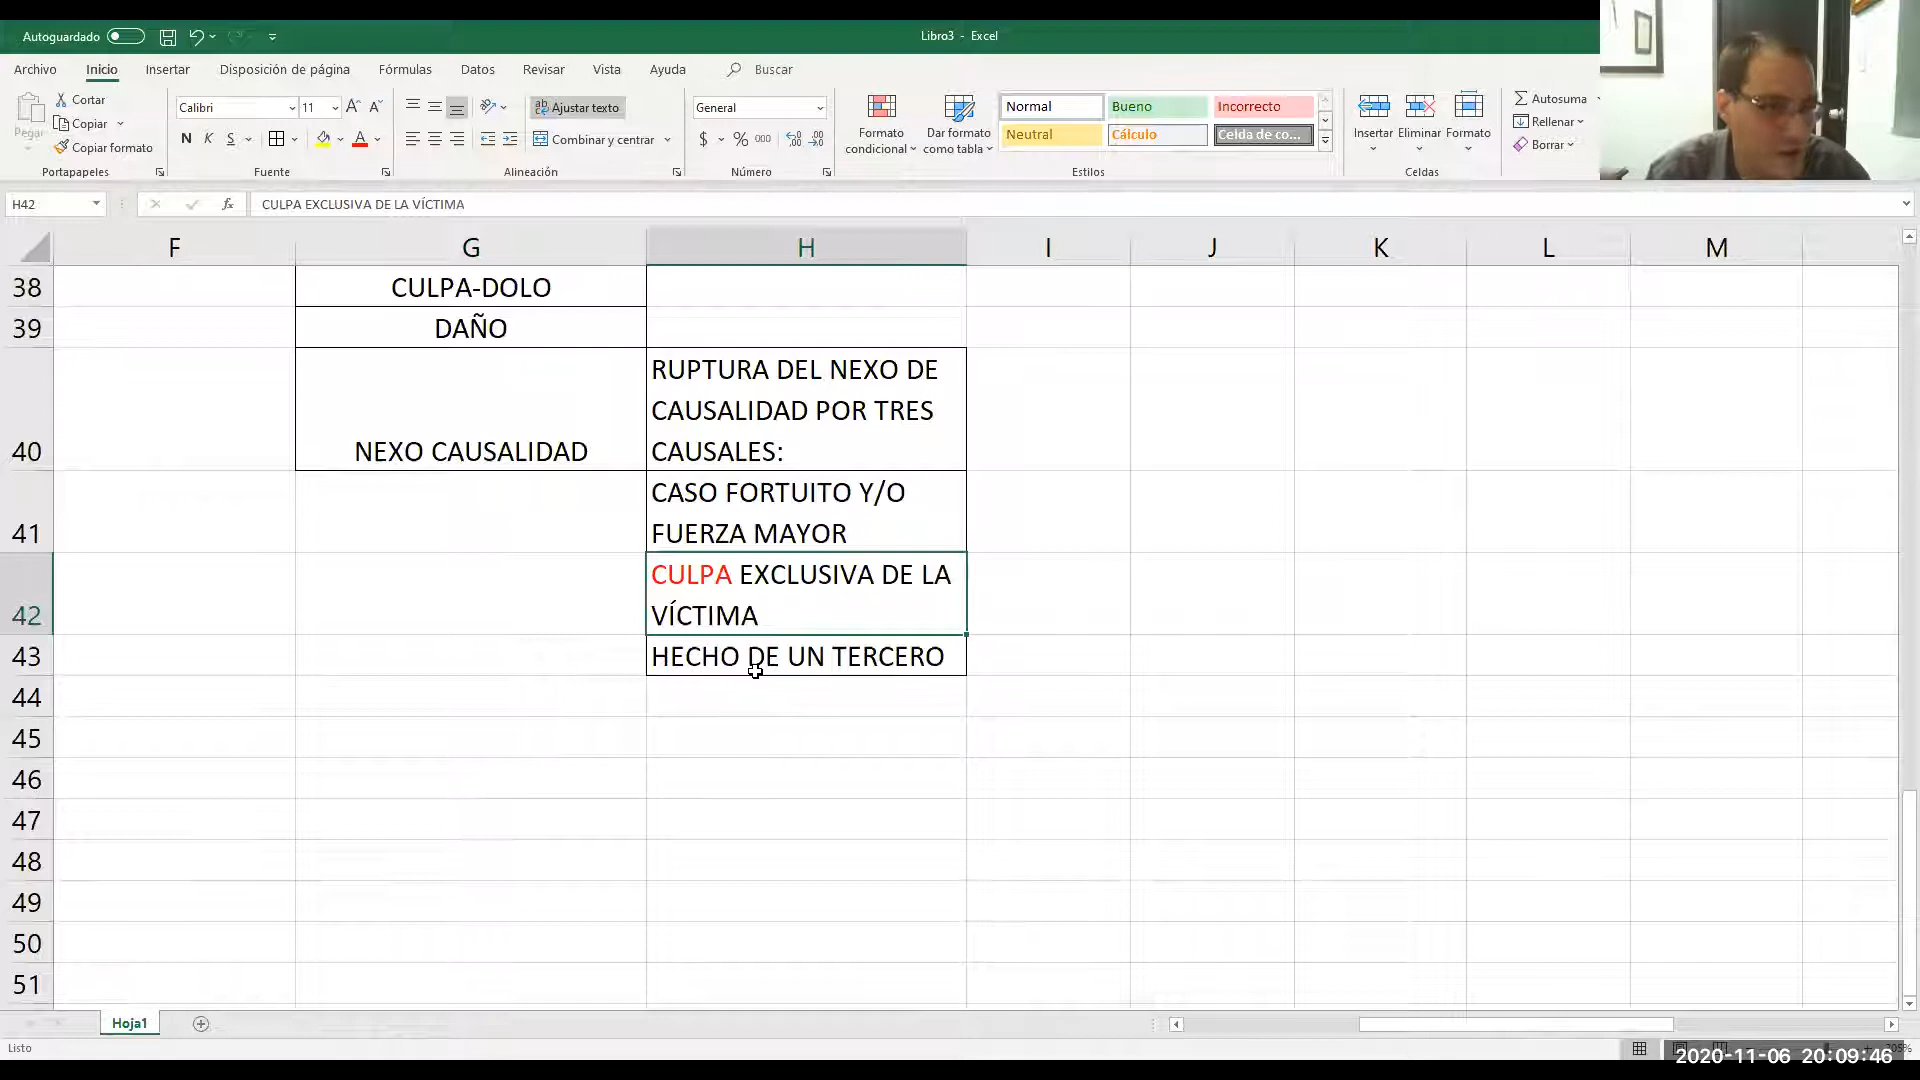 Autoguardado
Libro3 - Excel
Archivo Inicio Insertar Disposición de página Fórmulas Datos Revisar Vista Ayuda Buscar
Pegar
Cortar
Copiar
Copiar formato
Portapapeles
Calibri 11
N K S
Fuente
Ajustar texto
Combinar y centrar
Alineación
General
$ % 000
Número
Formato condicional
Dar formato como tabla
Normal Bueno Incorrecto
Neutral Cálculo Celda de co...
Estilos
Insertar Eliminar Formato
Celdas
Autosuma
Rellenar
Borrar
H42 fx CULPA EXCLUSIVA DE LA VÍCTIMA
F G H I J K L M
38 CULPA-DOLO
39 DAÑO
RUPTURA DEL NEXO DE
CAUSALIDAD POR TRES
40 NEXO CAUSALIDAD CAUSALES:
CASO FORTUITO Y/O
41 FUERZA MAYOR
CULPA EXCLUSIVA DE LA
42 VÍCTIMA
43 HECHO DE UN TERCERO
44
45
46
47
48
49
50
51
Hoja1
Listo
2020-11-06 20:09:46